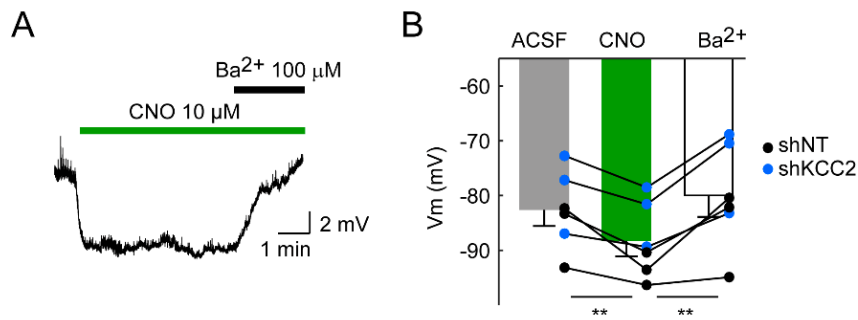 A
Ba²⁺ 100 μM
CNO 10 μM
2 mV
1 min
B
ACSF CNO Ba²⁺
-60
-70
-80
-90
Vm (mV)
shNT
shKCC2
** **